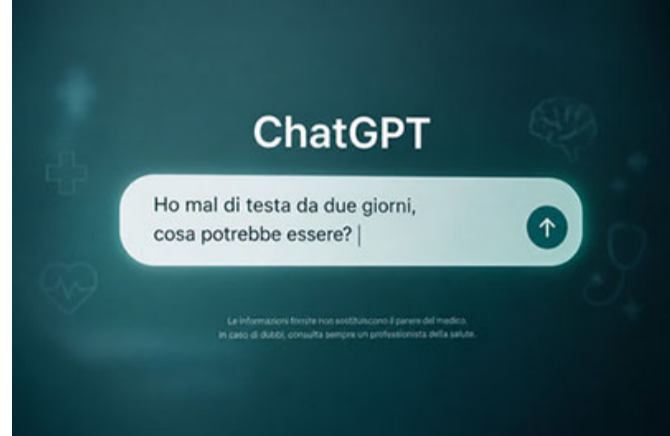 ChatGPT
Ho mal di testa da due giorni,
cosa potrebbe essere?
Le informazioni fornite non sostituiscono il parere del medico.
In caso di dubbi, consulta sempre un professionista della salute.